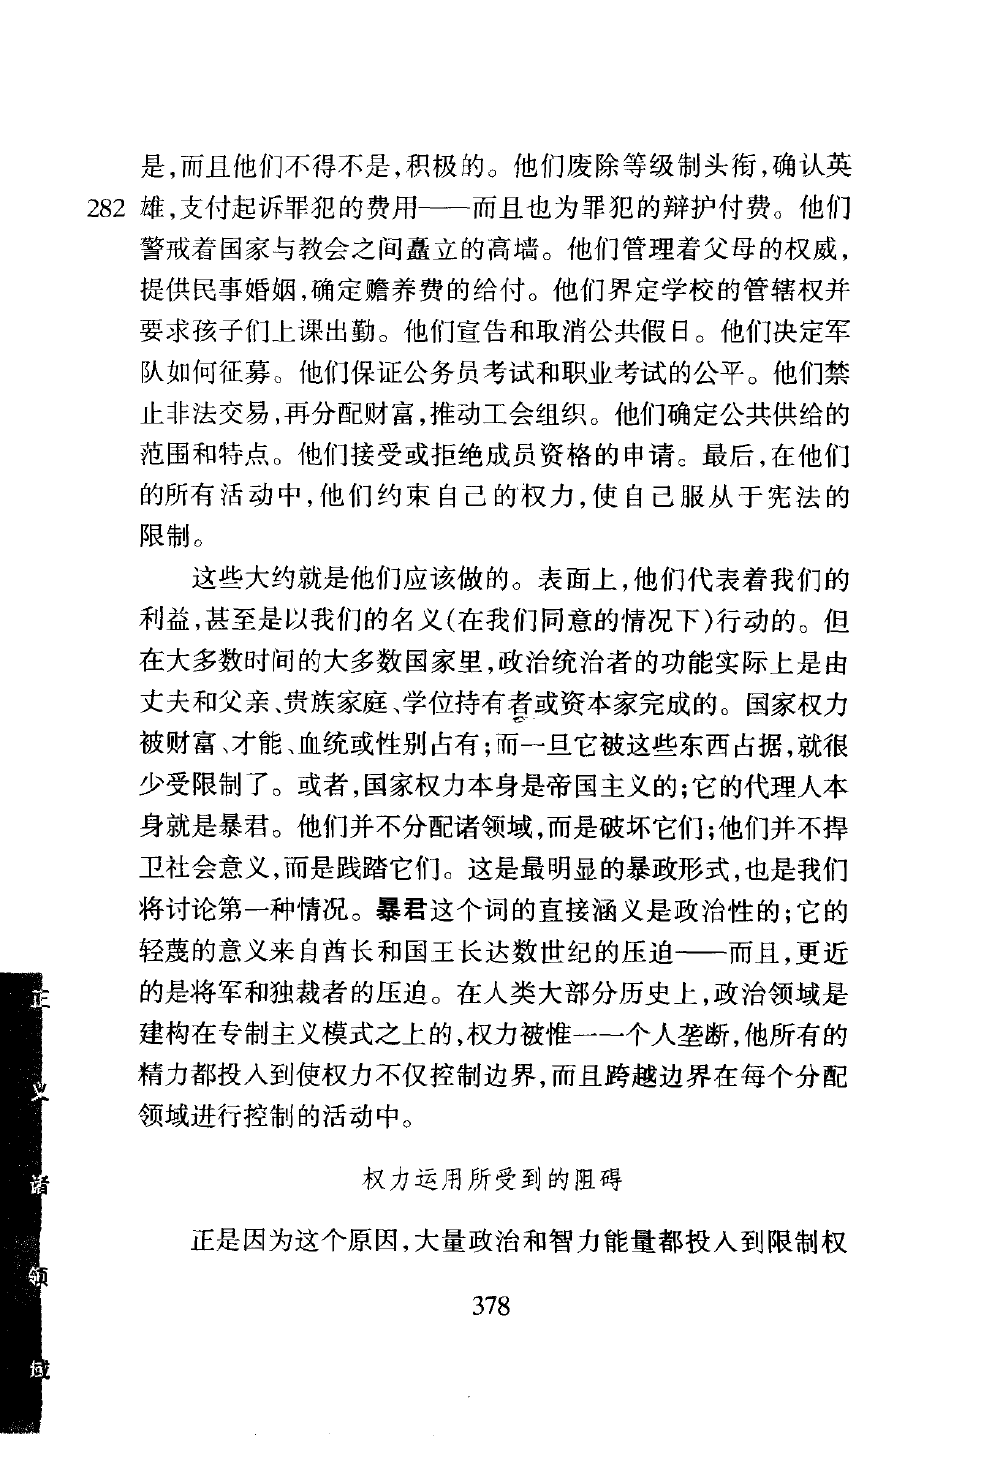 是,而且他们不得不是,积极的。他们废除等级制头衔,确认英
282 雄,支付起诉罪犯的费用——而且也为罪犯的辩护付费。他们
警戒着国家与教会之间矗立的高墙。他们管理着父母的权威,
提供民事婚姻,确定赡养费的给付。他们界定学校的管辖权并
要求孩子们上课出勤。他们宣告和取消公共假日。他们决定军
队如何征募。他们保证公务员考试和职业考试的公平。他们禁
止非法交易,再分配财富,推动工会组织。他们确定公共供给的
范围和特点。他们接受或拒绝成员资格的申请。最后,在他们
的所有活动中,他们约束自己的权力,使自己服从于宪法的
限制。
这些大约就是他们应该做的。表面上,他们代表着我们的
利益,甚至是以我们的名义(在我们同意的情况下)行动的。但
在大多数时间的大多数国家里,政治统治者的功能实际上是由
丈夫和父亲、贵族家庭、学位持有者或资本家完成的。国家权力
被财富、才能、血统或性别占有;而一旦它被这些东西占据,就很
少受限制了。或者,国家权力本身是帝国主义的;它的代理人本
身就是暴君。他们并不分配诸领域,而是破坏它们;他们并不捍
卫社会意义,而是践踏它们。这是最明显的暴政形式,也是我们
将讨论第一种情况。暴君这个词的直接涵义是政治性的;它的
轻蔑的意义来自酋长和国王长达数世纪的压迫——而且,更近
的是将军和独裁者的压迫。在人类大部分历史上,政治领域是
建构在专制主义模式之上的,权力被惟一一个人垄断,他所有的
精力都投入到使权力不仅控制边界,而且跨越边界在每个分配
领域进行控制的活动中。
权力运用所受到的阻碍
正是因为这个原因,大量政治和智力能量都投入到限制权
378
正义诸领域